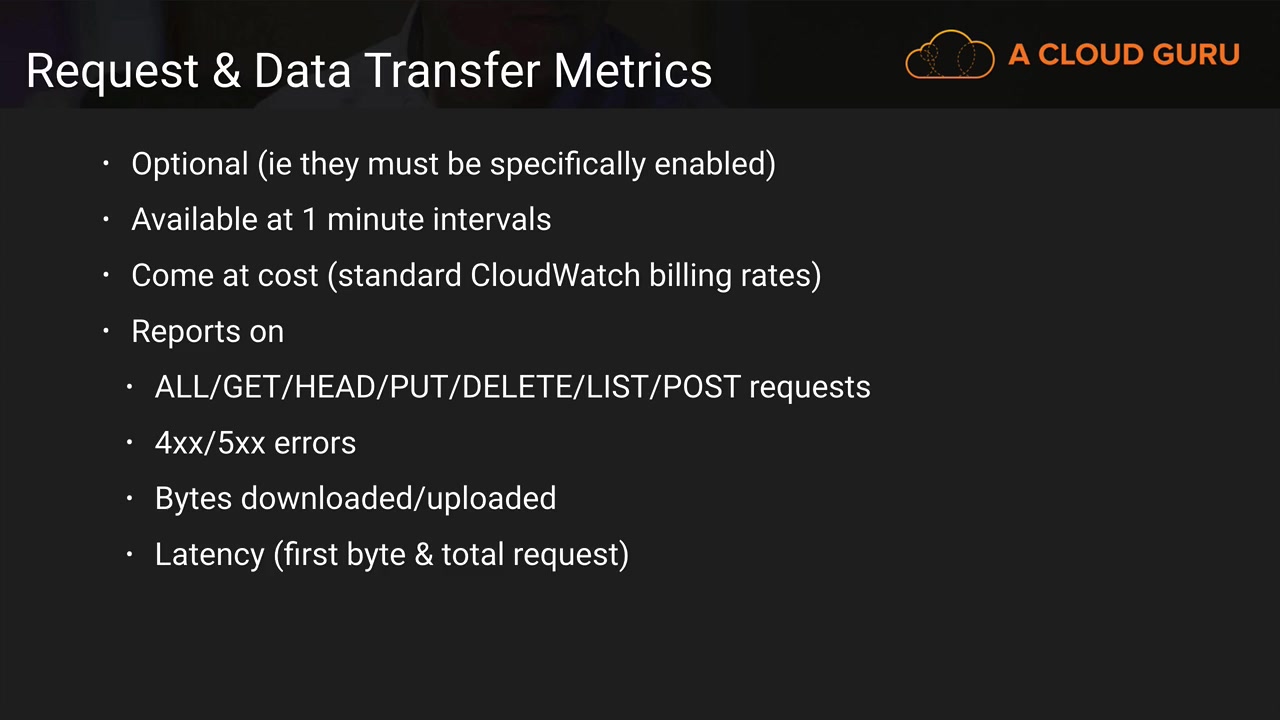 Request & Data Transfer Metrics
A CLOUD GURU
• Optional (ie they must be specifically enabled)
• Available at 1 minute intervals
• Come at cost (standard CloudWatch billing rates)
• Reports on
• ALL/GET/HEAD/PUT/DELETE/LIST/POST requests
• 4xx/5xx errors
• Bytes downloaded/uploaded
• Latency (first byte & total request)